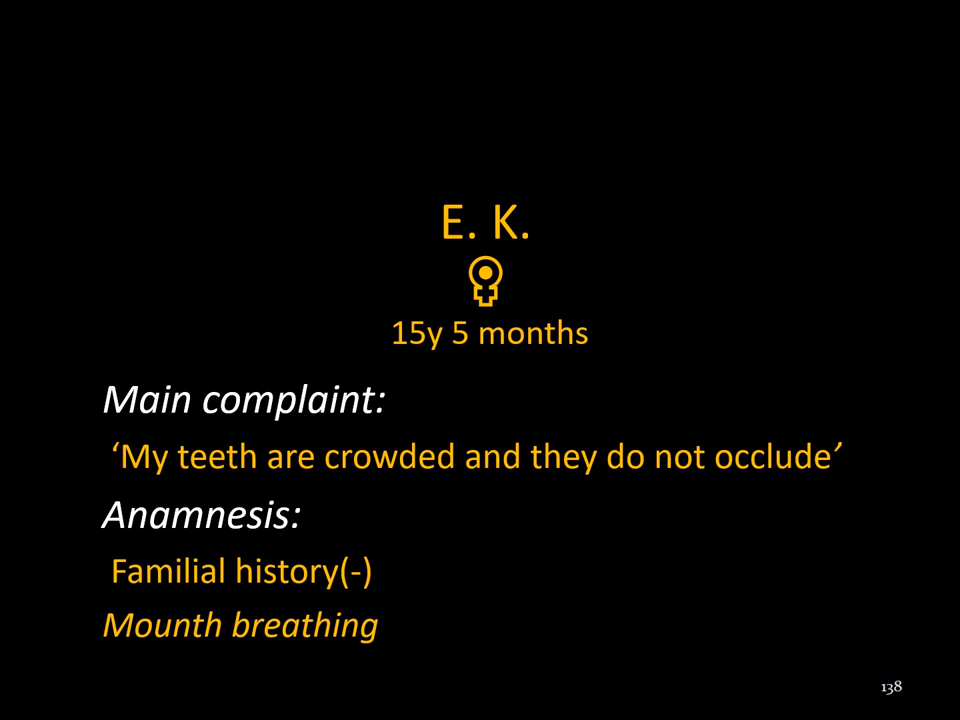 E. K.
15y 5 months
Main complaint:
‘My teeth are crowded and they do not occlude’
Anamnesis:
Familial history(-)
Mounth breathing
138